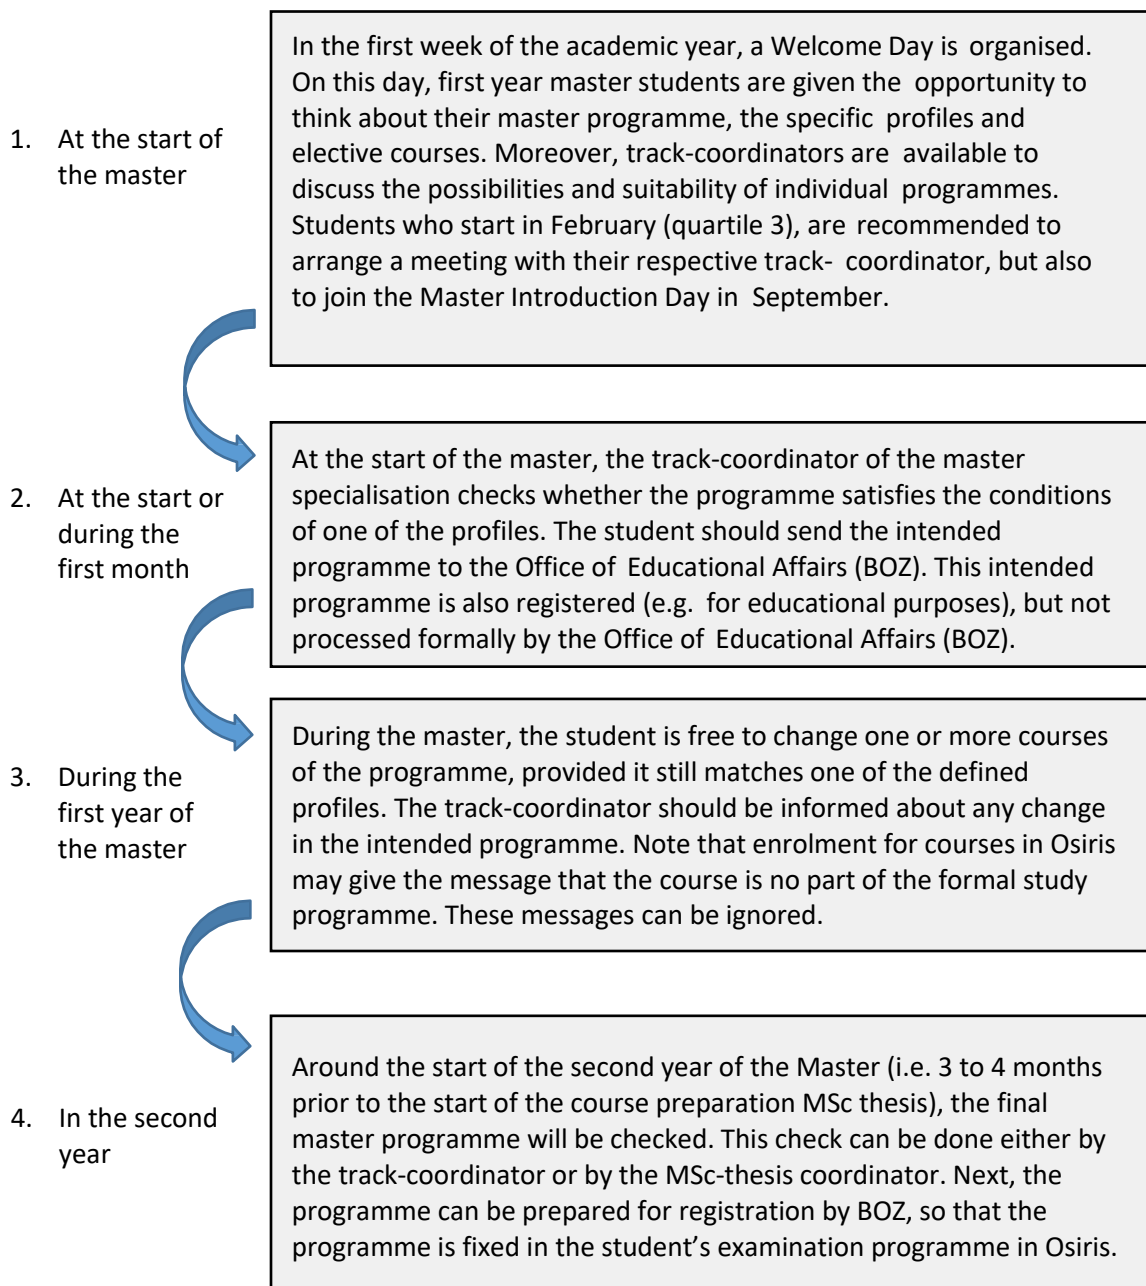 1. At the start of
the master
In the first week of the academic year, a Welcome Day is organised.
On this day, first year master students are given the opportunity to
think about their master programme, the specific profiles and
elective courses. Moreover, track-coordinators are available to
discuss the possibilities and suitability of individual programmes.
Students who start in February (quartile 3), are recommended to
arrange a meeting with their respective track- coordinator, but also
to join the Master Introduction Day in September.
2. At the start or
during the
first month
At the start of the master, the track-coordinator of the master
specialisation checks whether the programme satisfies the conditions
of one of the profiles. The student should send the intended
programme to the Office of Educational Affairs (BOZ). This intended
programme is also registered (e.g. for educational purposes), but not
processed formally by the Office of Educational Affairs (BOZ).
3. During the
first year of
the master
During the master, the student is free to change one or more courses
of the programme, provided it still matches one of the defined
profiles. The track-coordinator should be informed about any change
in the intended programme. Note that enrolment for courses in Osiris
may give the message that the course is no part of the formal study
programme. These messages can be ignored.
4. In the second
year
Around the start of the second year of the Master (i.e. 3 to 4 months
prior to the start of the course preparation MSc thesis), the final
master programme will be checked. This check can be done either by
the track-coordinator or by the MSc-thesis coordinator. Next, the
programme can be prepared for registration by BOZ, so that the
programme is fixed in the student’s examination programme in Osiris.